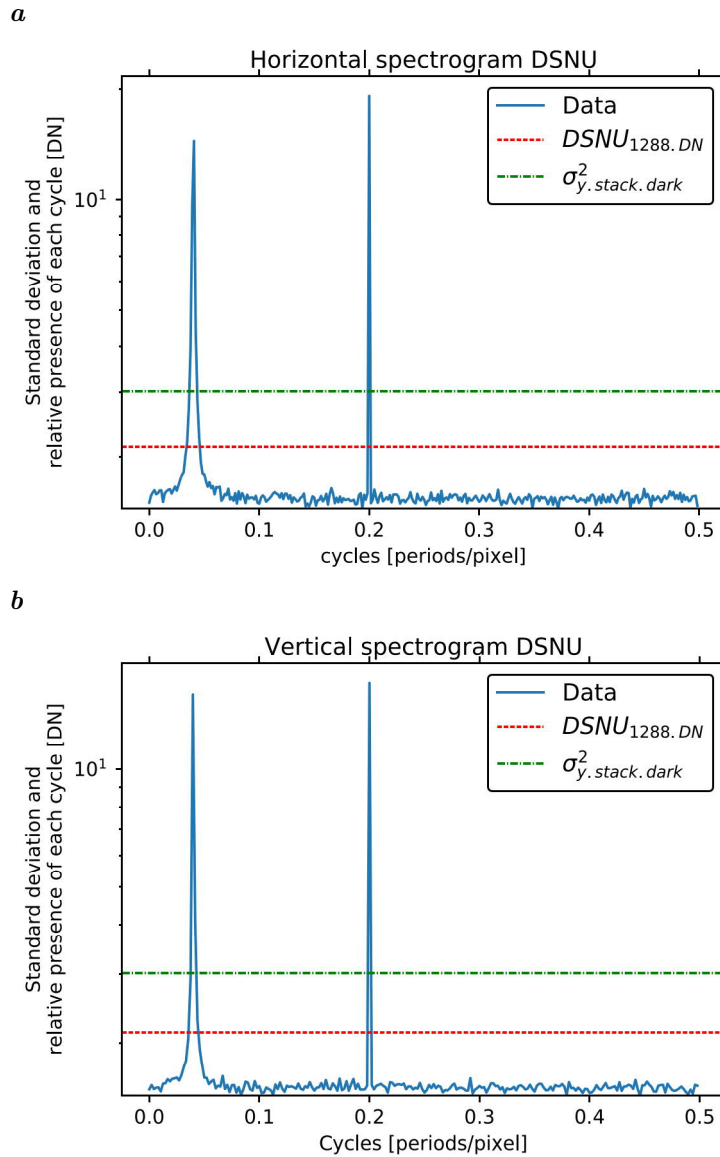 a
Horizontal spectrogram DSNU
Standard deviation and
relative presence of each cycle [DN]
10¹
Data
DSNU₁₂₈₈.DN
σ²y.stack.dark
0.0 0.1 0.2 0.3 0.4 0.5
cycles [periods/pixel]
b
Vertical spectrogram DSNU
Standard deviation and
relative presence of each cycle [DN]
10¹
Data
DSNU₁₂₈₈.DN
σ²y.stack.dark
0.0 0.1 0.2 0.3 0.4 0.5
Cycles [periods/pixel]